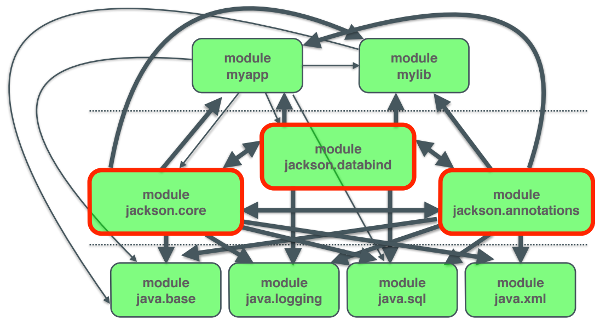 module
myapp
module
mylib
module
jackson.databind
module
jackson.core
module
jackson.annotations
module
java.base
module
java.logging
module
java.sql
module
java.xml